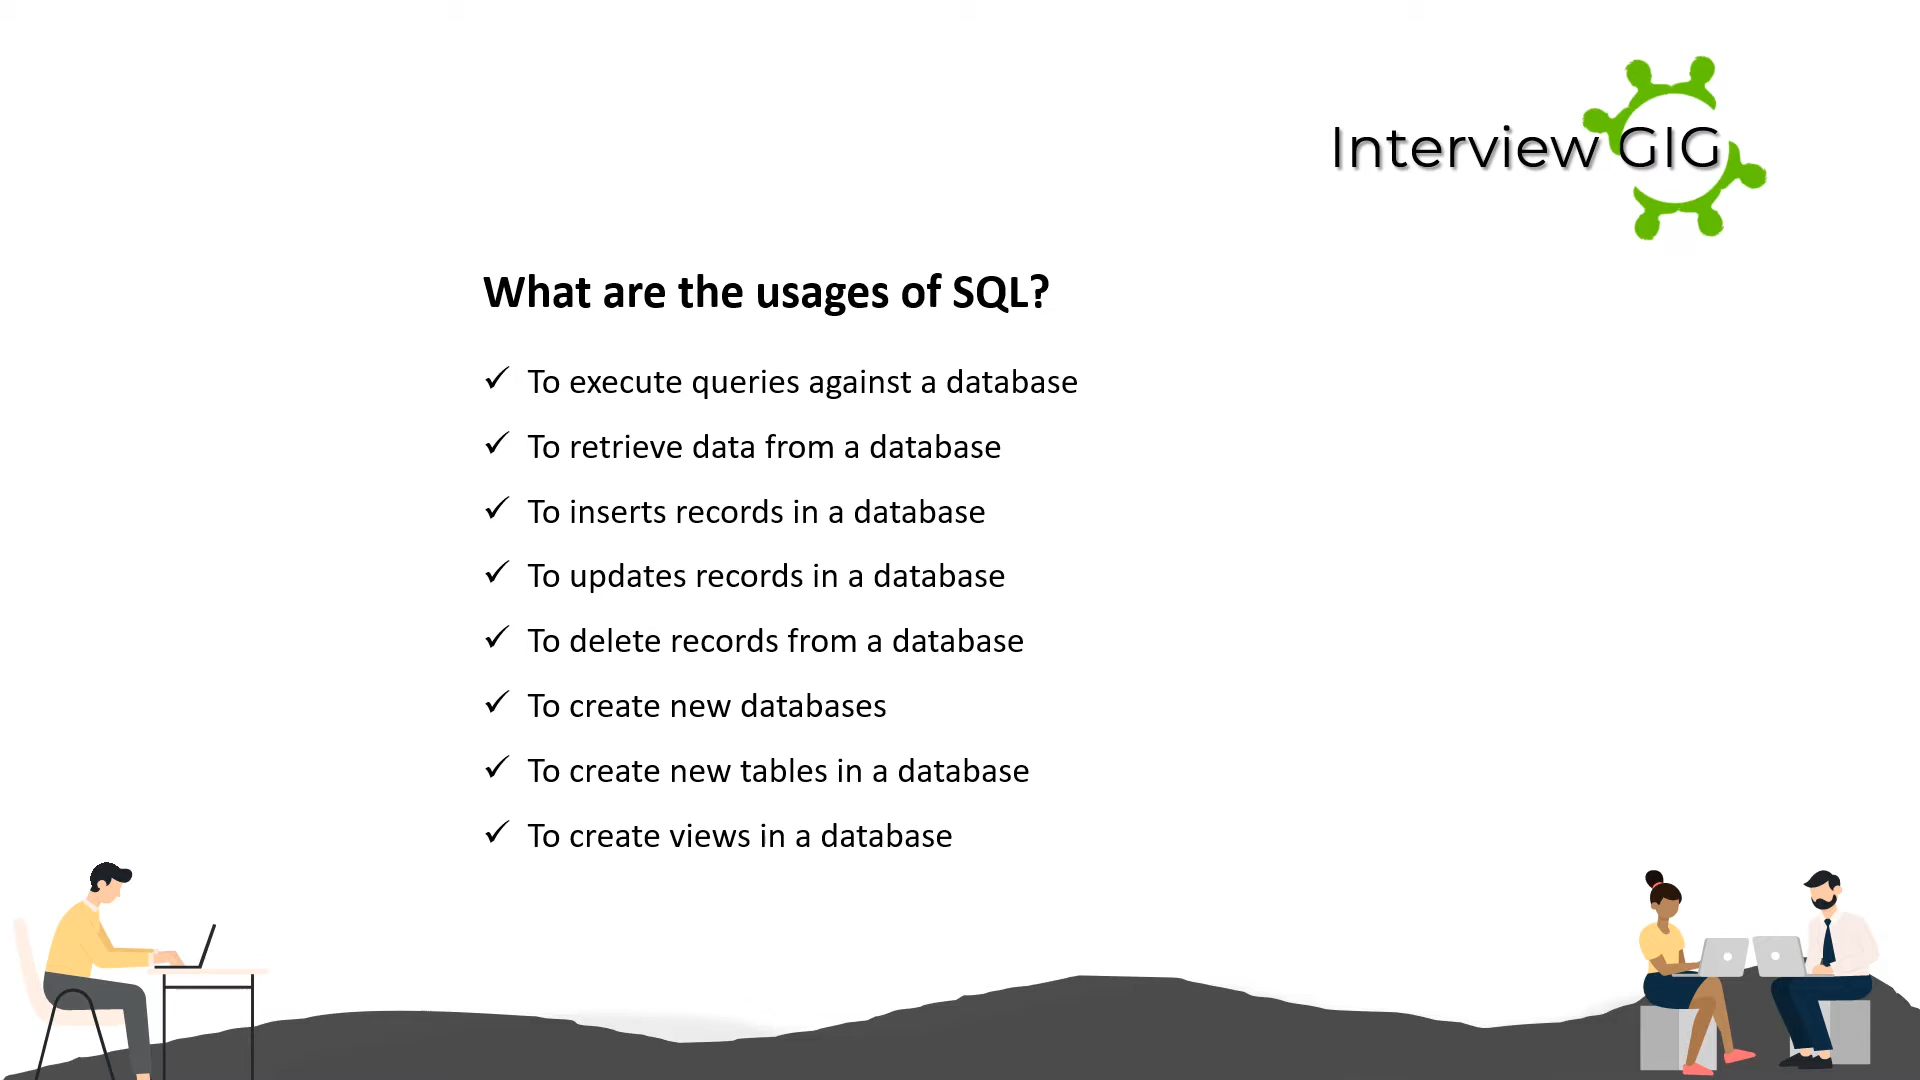 Interview GIG
What are the usages of SQL?
✓ To execute queries against a database
✓ To retrieve data from a database
✓ To inserts records in a database
✓ To updates records in a database
✓ To delete records from a database
✓ To create new databases
✓ To create new tables in a database
✓ To create views in a database